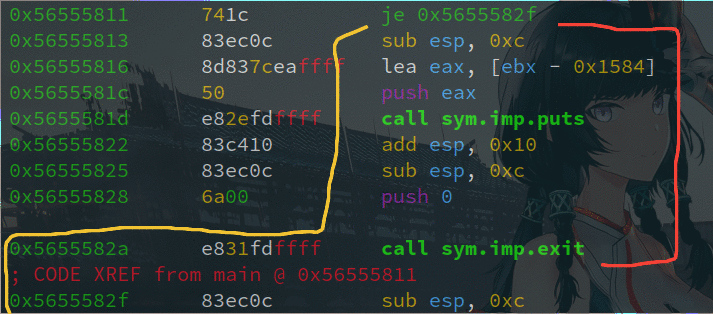 0x56555811 741c je 0x5655582f
0x56555813 83ec0c sub esp, 0xc
0x56555816 8d837ceaffff lea eax, [ebx - 0x1584]
0x5655581c 50 push eax
0x5655581d e82efdffff call sym.imp.puts
0x56555822 83c410 add esp, 0x10
0x56555825 83ec0c sub esp, 0xc
0x56555828 6a00 push 0
0x5655582a e831fdffff call sym.imp.exit
; CODE XREF from main @ 0x56555811
0x5655582f 83ec0c sub esp, 0xc